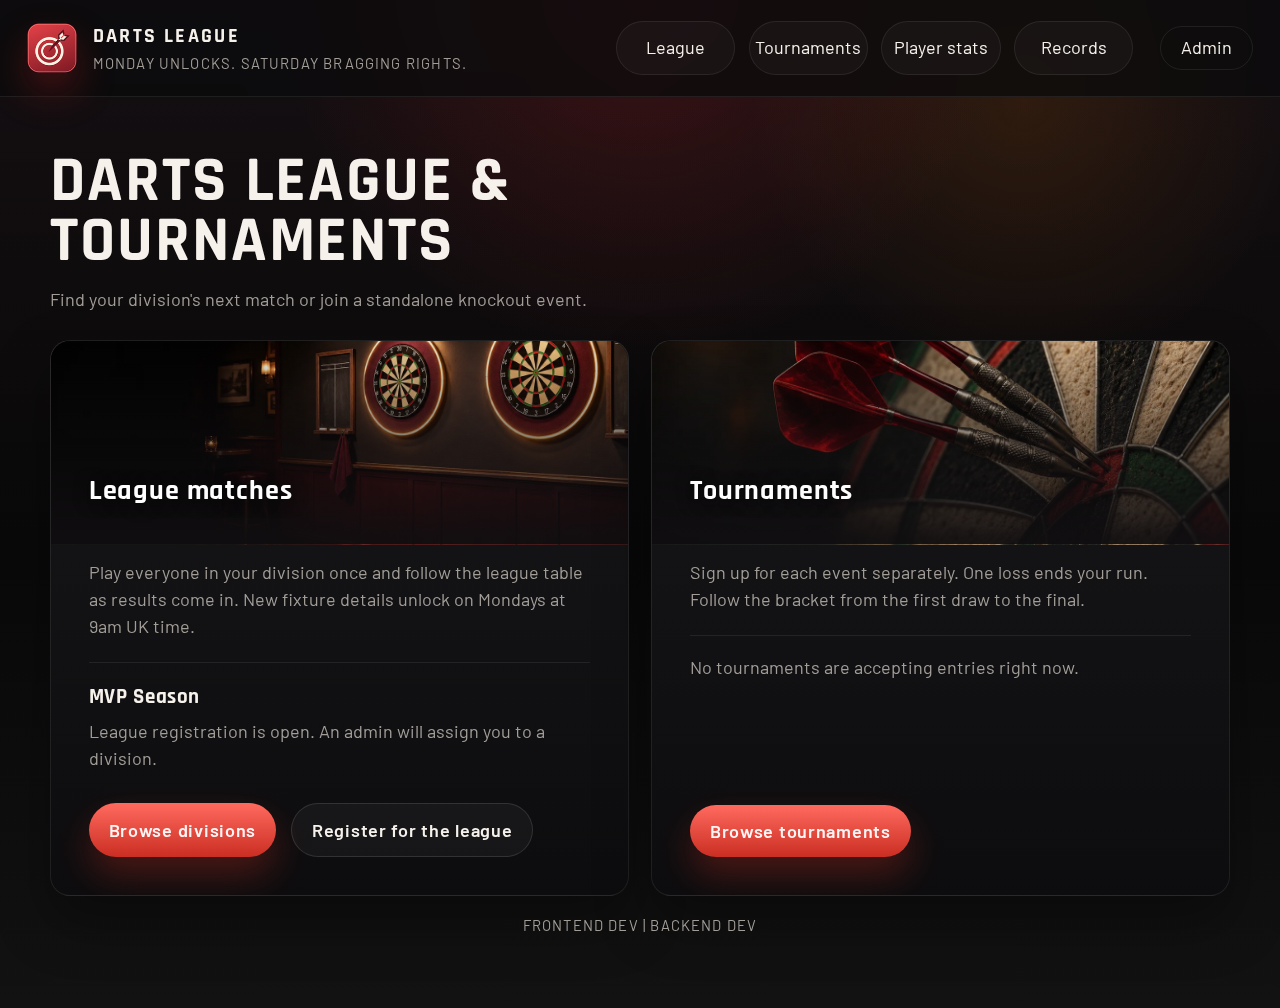 DARTS LEAGUE
MONDAY UNLOCKS. SATURDAY BRAGGING RIGHTS.
League
Tournaments
Player stats
Records
Admin
DARTS LEAGUE &
TOURNAMENTS
Find your division's next match or join a standalone knockout event.
League matches
Play everyone in your division once and follow the league table
as results come in. New fixture details unlock on Mondays at
9am UK time.
MVP Season
League registration is open. An admin will assign you to a
division.
Browse divisions
Register for the league
Tournaments
Sign up for each event separately. One loss ends your run.
Follow the bracket from the first draw to the final.
No tournaments are accepting entries right now.
Browse tournaments
FRONTEND DEV | BACKEND DEV